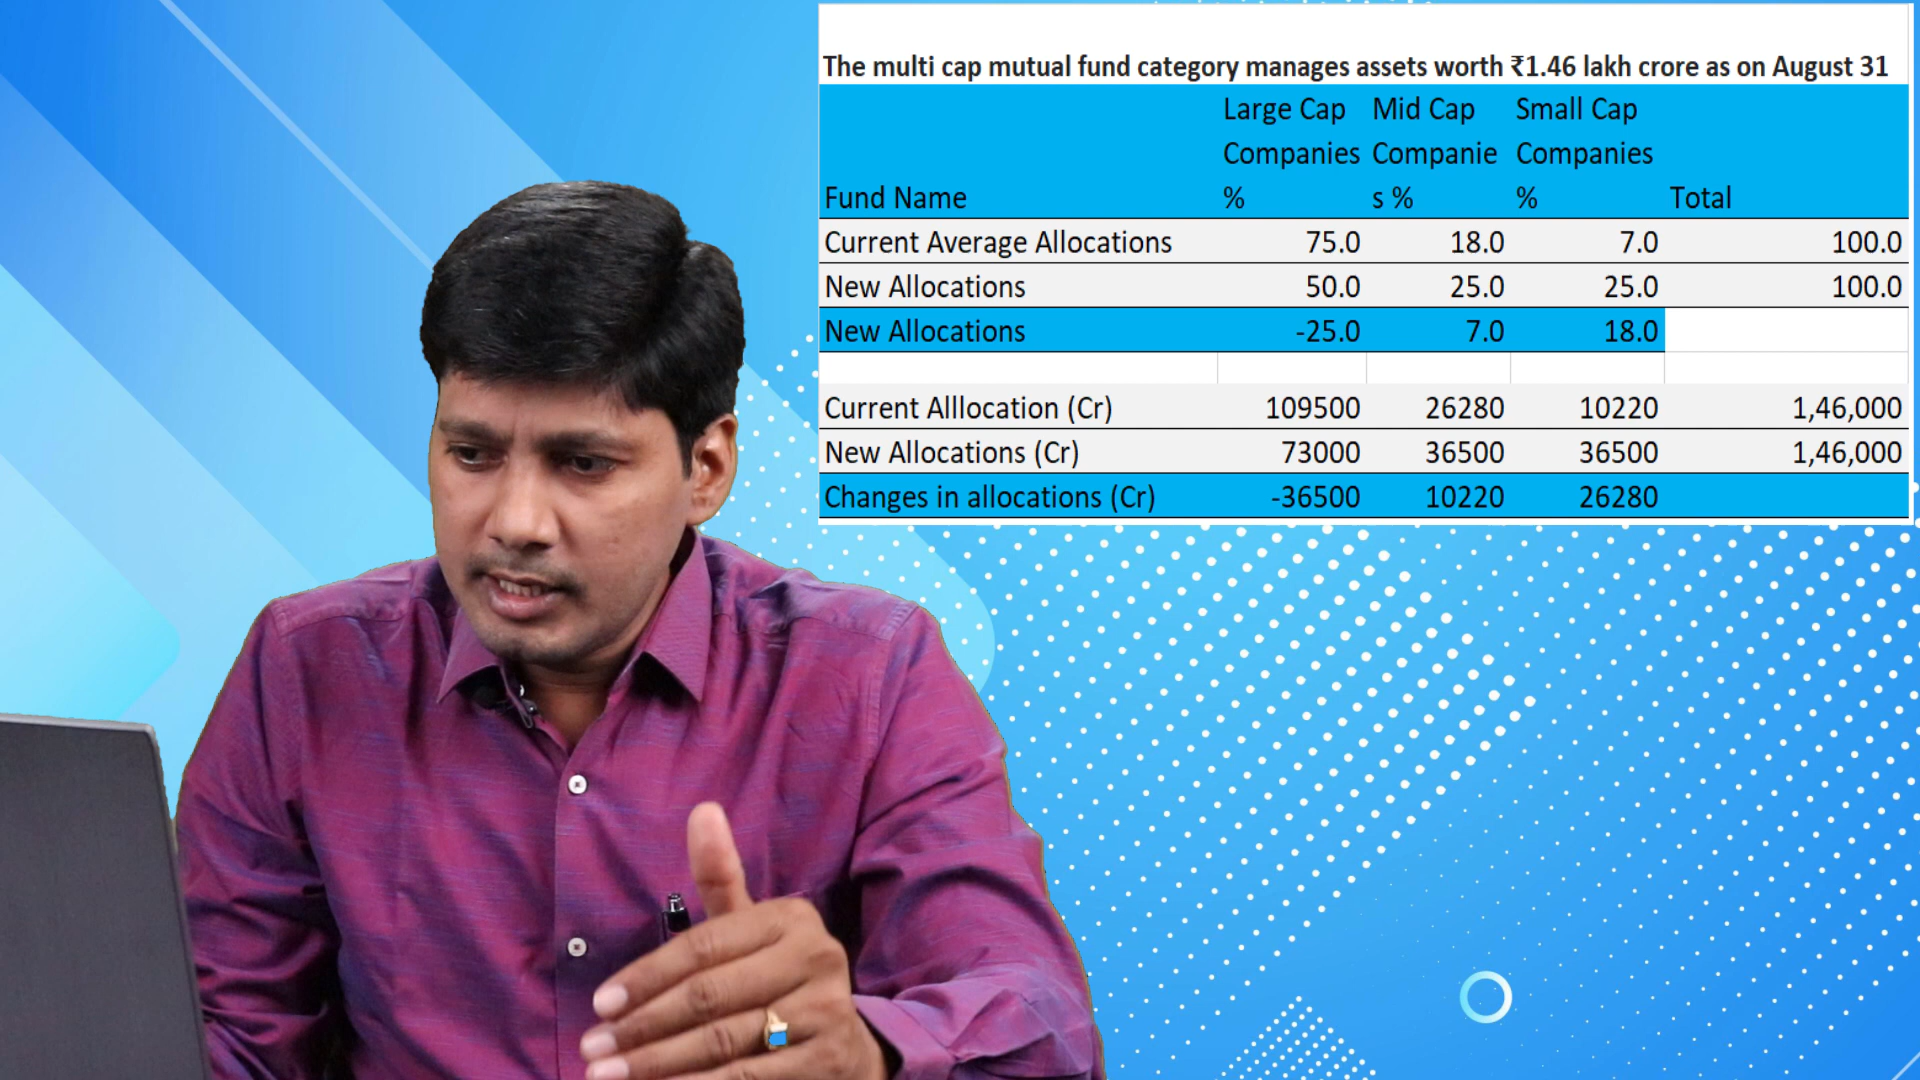 The multi cap mutual fund category manages assets worth ₹1.46 lakh crore as on August 31
Large Cap Mid Cap Small Cap
Companies Companie Companies
Fund Name % s % % Total
Current Average Allocations 75.0 18.0 7.0 100.0
New Allocations 50.0 25.0 25.0 100.0
New Allocations -25.0 7.0 18.0
Current Alllocation (Cr) 109500 26280 10220 1,46,000
New Allocations (Cr) 73000 36500 36500 1,46,000
Changes in allocations (Cr) -36500 10220 26280